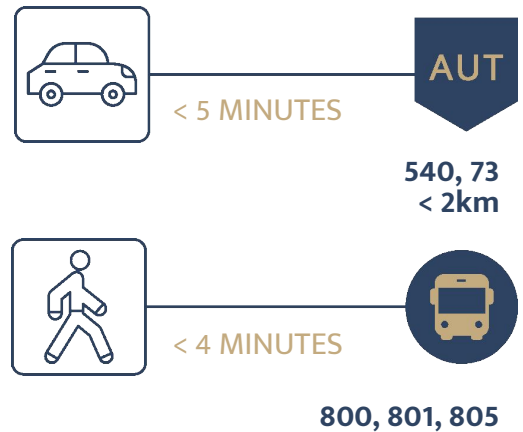 AUT
< 5 MINUTES
540, 73
< 2km
< 4 MINUTES
800, 801, 805